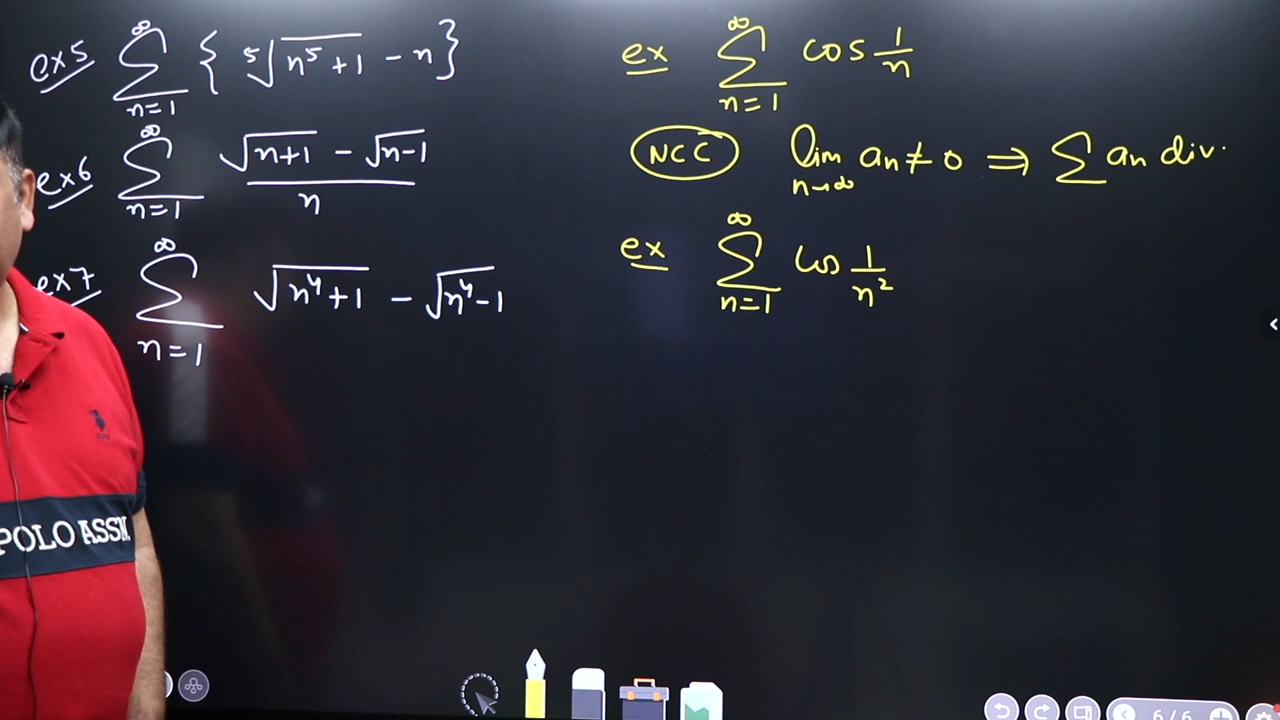 ex5 ∞∑n=1 { ⁵√(n⁵+1) - n}
ex6 ∞∑n=1 (√(n+1) - √(n-1))/n
ex7 ∞∑n=1 √(n⁴+1) - √(n⁴-1)
ex ∞∑n=1 cos 1/n
NCC lim n→∞ an ≠ 0 ⇒ ∑ an div.
ex ∞∑n=1 cos 1/n²
POLO ASSN.
6/6